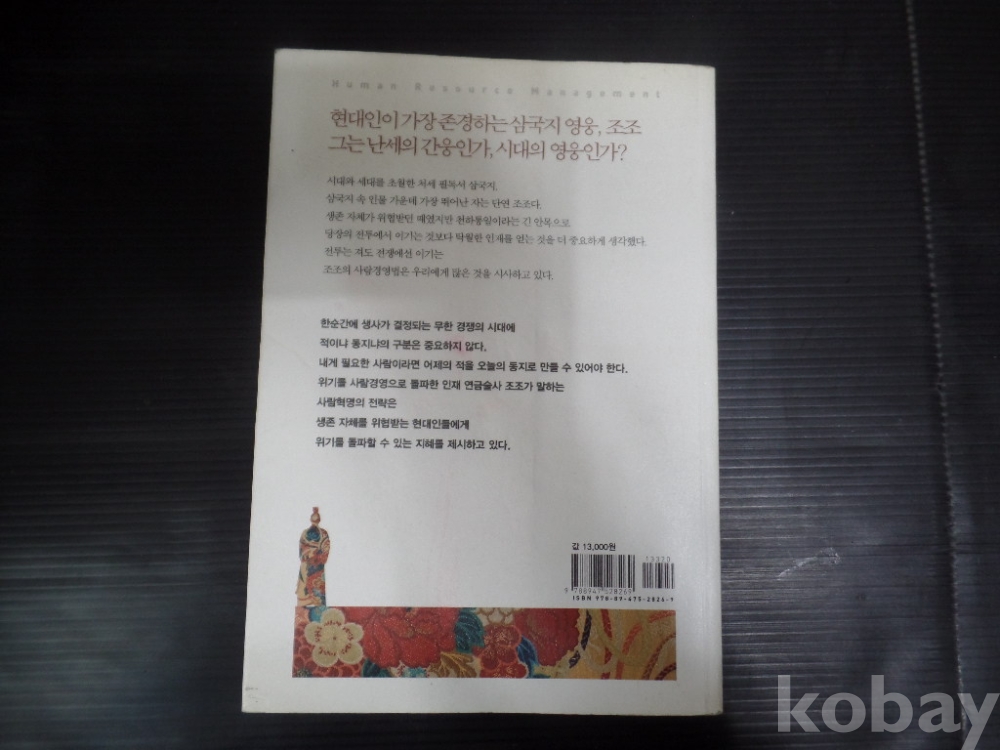 Human Resource Management
현대인이 가장 존경하는 삼국지 영웅, 조조
그는 난세의 간웅인가, 시대의 영웅인가?
시대와 세대를 초월한 처세 필독서 삼국지.
삼국지 속 인물 가운데 가장 뛰어난 자는 단연 조조다.
생존 자체가 위협받던 때였지만 천하통일이라는 긴 안목으로
당장의 전투에서 이기는 것보다 탁월한 인재를 얻는 것을 더 중요하게 생각했다.
전투는 져도 전쟁에선 이기는
조조의 사람경영법은 우리에게 많은 것을 시사하고 있다.
한순간에 생사가 결정되는 무한 경쟁의 시대에
적이냐 동지냐의 구분은 중요하지 않다.
내게 필요한 사람이라면 어제의 적을 오늘의 동지로 만들 수 있어야 한다.
위기를 사람경영으로 돌파한 인재 연금술사 조조가 말하는
사람혁명의 전략은
생존 자체를 위협받는 현대인들에게
위기를 돌파할 수 있는 지혜를 제시하고 있다.
값 13,000원
13320
9 788947 528269
ISBN 978-89-475-2826-9
kobay